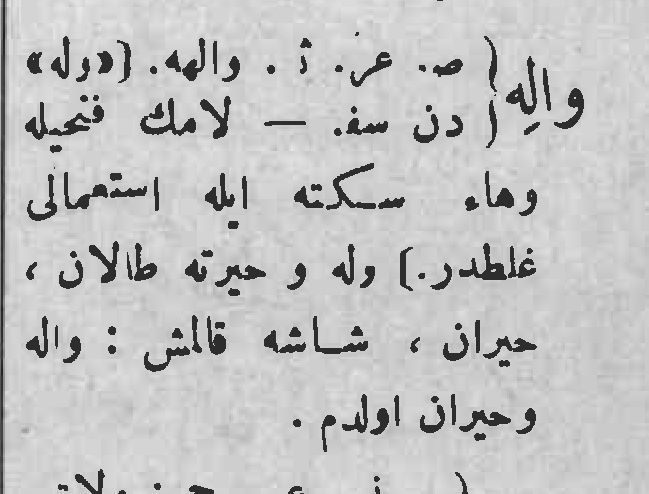 والِه ( ص. عر. ث . والهه. [«وله»
( دن سف. — لامك فتحيله
وهاء سكته ايله استعمالى
غلطدر.] وله و حيرته طالان ،
حيران ، شاشه قالمش : واله
وحيران اولدم .